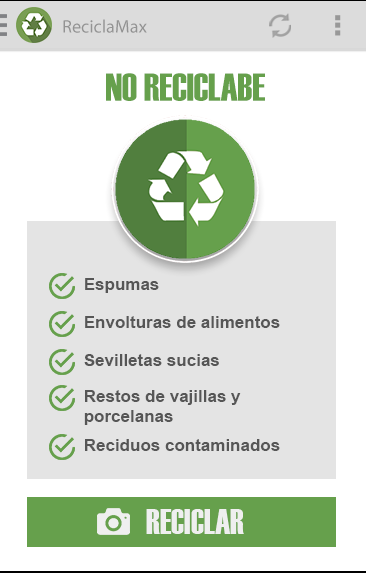 ReciclaMax
NO RECICLABE
Espumas
Envolturas de alimentos
Sevilletas sucias
Restos de vajillas y
porcelanas
Reciduos contaminados
RECICLAR